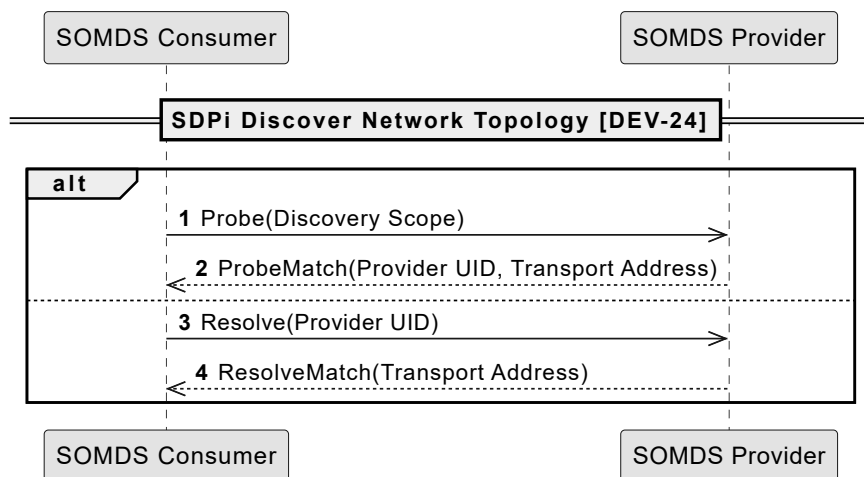 SOMDS Consumer
SOMDS Provider
SDPi Discover Network Topology [DEV-24]
alt
1 Probe(Discovery Scope)
2 ProbeMatch(Provider UID, Transport Address)
3 Resolve(Provider UID)
4 ResolveMatch(Transport Address)
SOMDS Consumer
SOMDS Provider